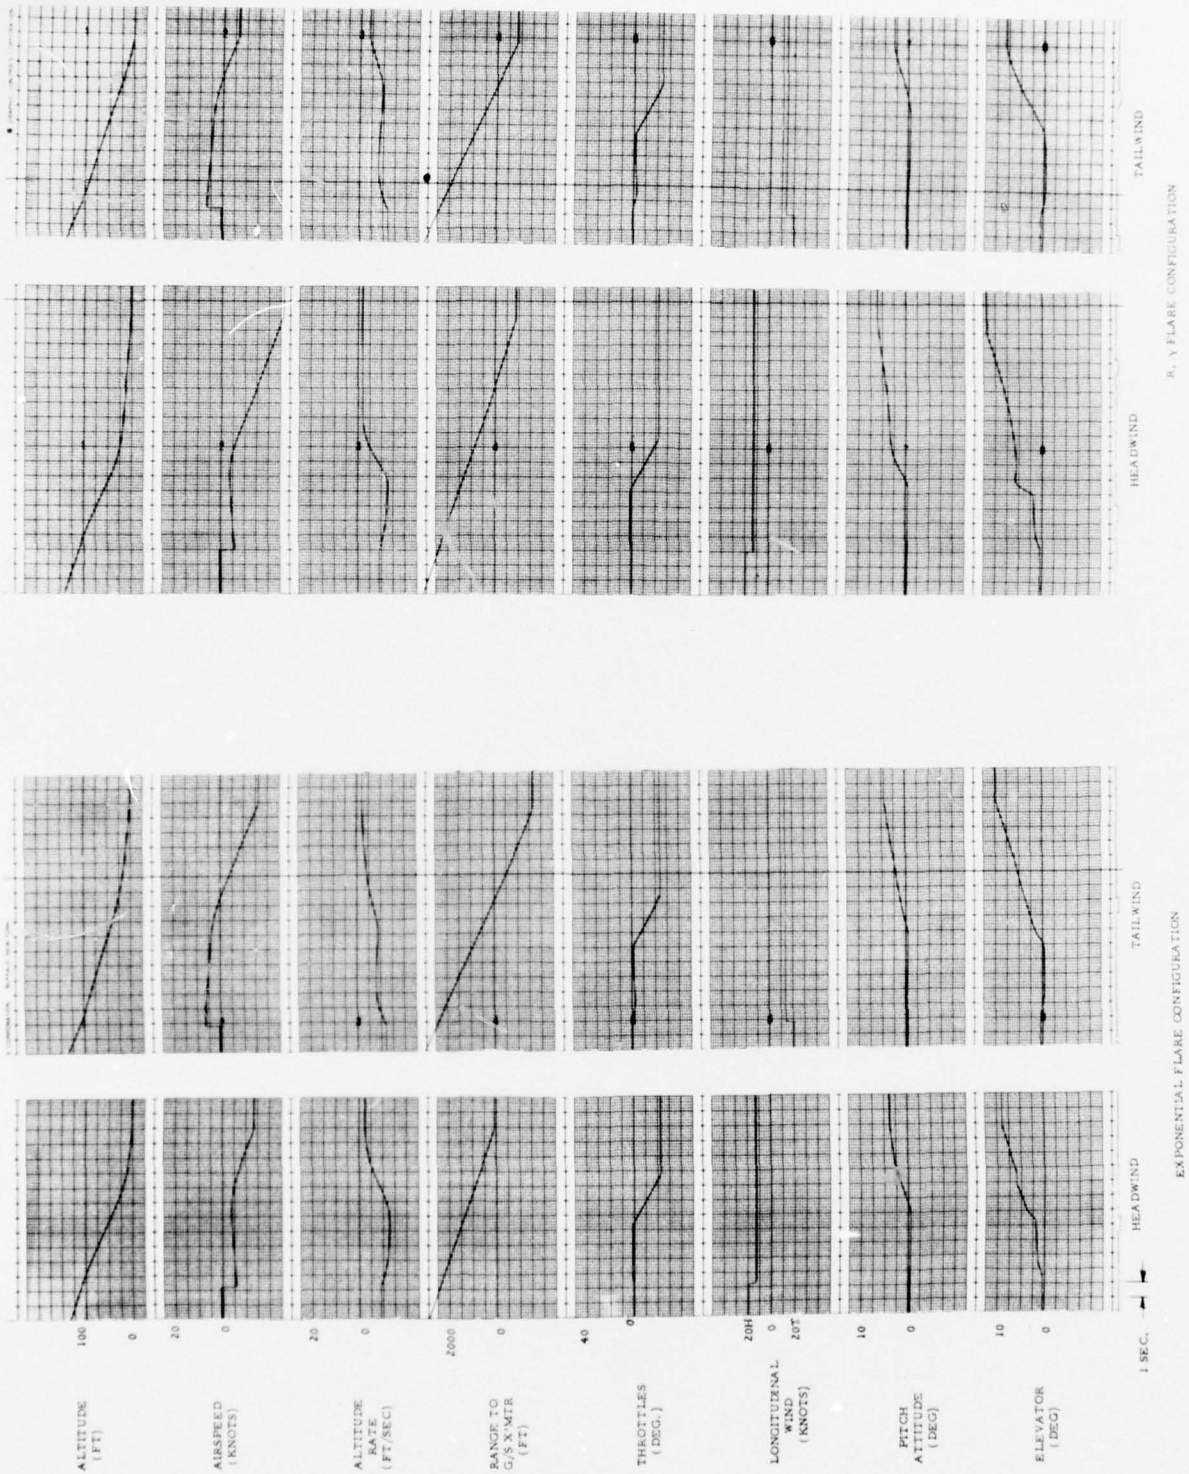 ALTITUDE
(FT)
100
0
AIRSPEED
(KNOTS)
20
0
ALTITUDE
RATE
(FT/SEC)
20
0
RANGE TO
G/S X'MTR
(FT)
2000
0
THROTTLES
(DEG.)
40
0
LONGITUDINAL
WIND
(KNOTS)
20H
0
20T
PITCH
ATTITUDE
(DEG)
10
0
ELEVATOR
(DEG)
10
0
1 SEC.
HEADWIND
TAILWIND
HEADWIND
TAILWIND
EXPONENTIAL FLARE CONFIGURATION
R, γ FLARE CONFIGURATION